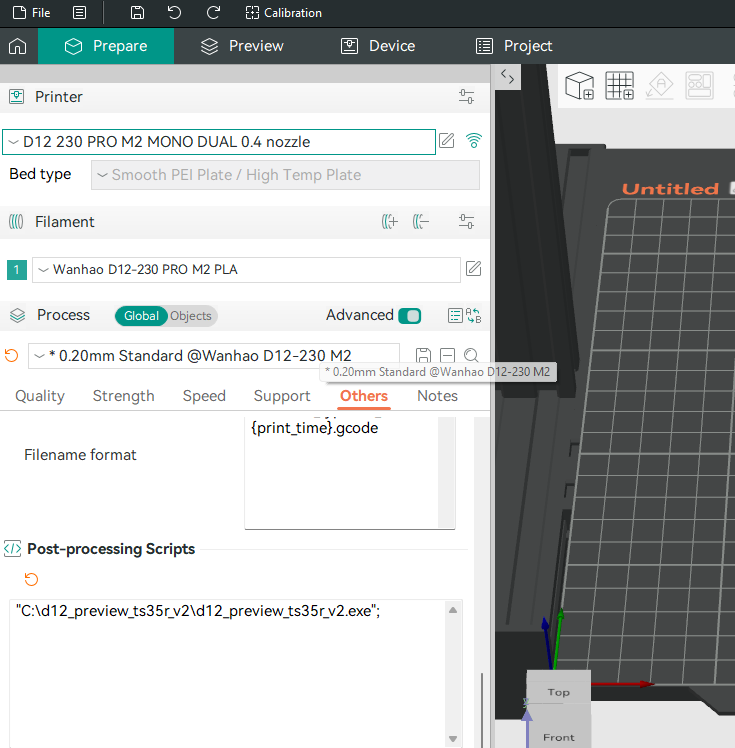 File
Calibration
Prepare
Preview
Device
Project
Printer
D12 230 PRO M2 MONO DUAL 0.4 nozzle
Bed type
Smooth PEI Plate / High Temp Plate
Filament
1
Wanhao D12-230 PRO M2 PLA
Process
Global
Objects
Advanced
* 0.20mm Standard @Wanhao D12-230 M2
* 0.20mm Standard @Wanhao D12-230 M2
Quality
Strength
Speed
Support
Others
Notes
{print_time}.gcode
Filename format
Post-processing Scripts
"C:\d12_preview_ts35r_v2\d12_preview_ts35r_v2.exe";
Untitled
Top
Front